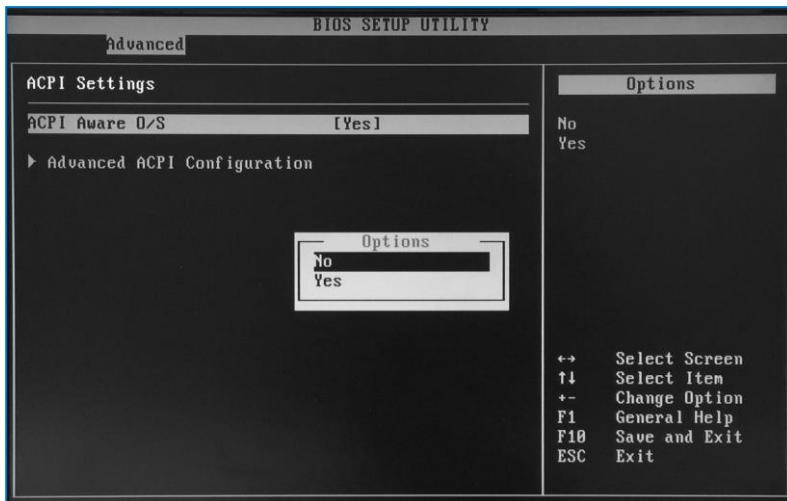 BIOS SETUP UTILITY
Advanced
ACPI Settings
ACPI Aware O/S [Yes]
Advanced ACPI Configuration
Options
No
Yes
Options
No
Yes
↔ Select Screen
↑↓ Select Item
+- Change Option
F1 General Help
F10 Save and Exit
ESC Exit